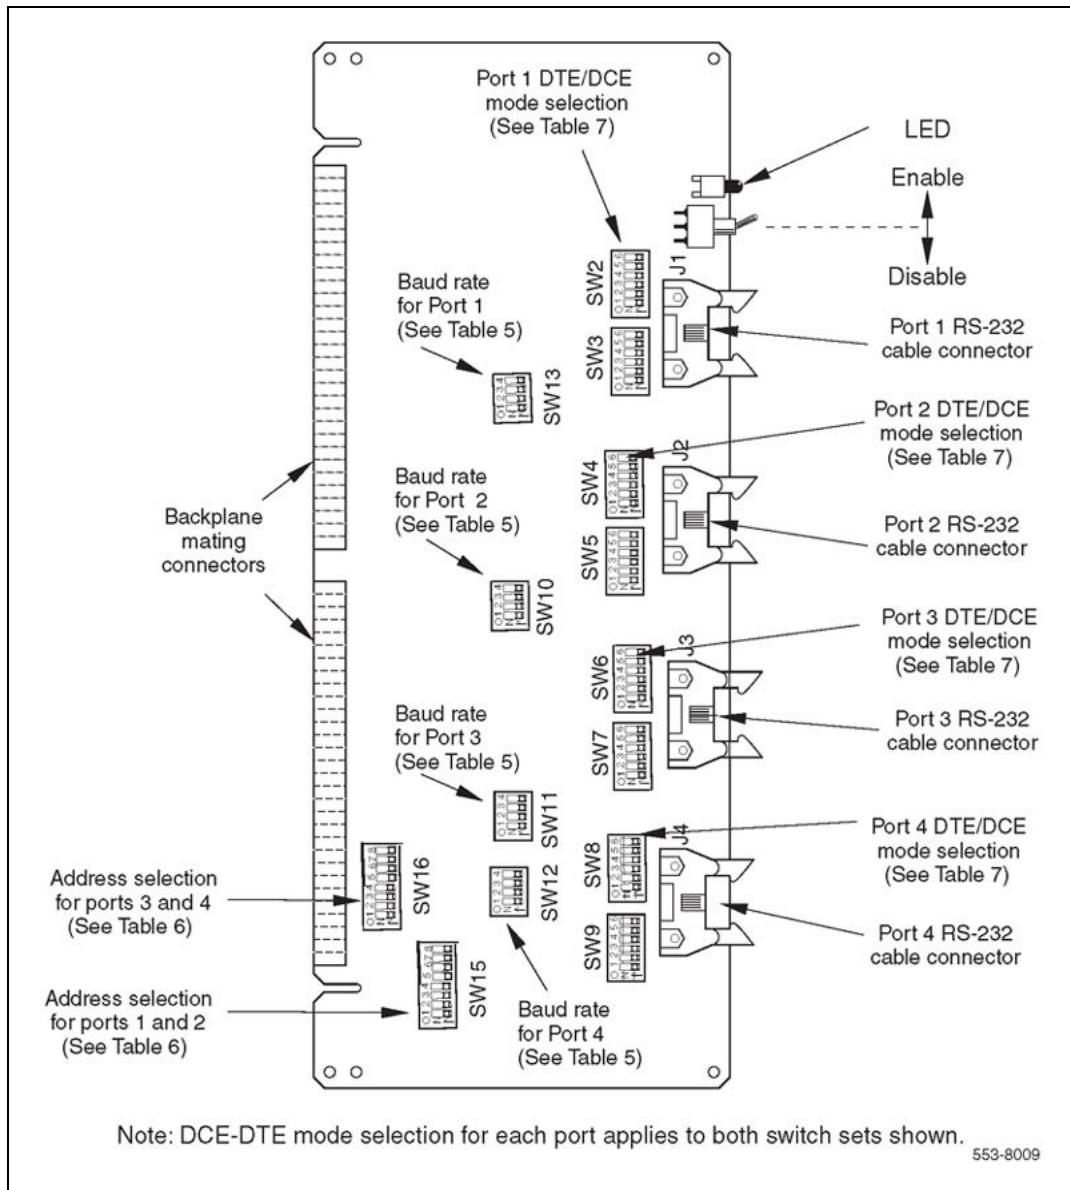 Port 1 DTE/DCE
mode selection
(See Table 7)
LED
Enable
Disable
Baud rate
for Port 1
(See Table 5)
SW2
J1
SW3
SW13
Port 1 RS-232
cable connector
Port 2 DTE/DCE
mode selection
(See Table 7)
J2
SW4
Baud rate
for Port 2
(See Table 5)
Backplane
mating
connectors
SW5
SW10
Port 2 RS-232
cable connector
Port 3 DTE/DCE
mode selection
(See Table 7)
J3
SW6
Baud rate
for Port 3
(See Table 5)
SW7
Port 3 RS-232
cable connector
SW11
J4
Port 4 DTE/DCE
mode selection
(See Table 7)
SW8
SW16
SW12
Address selection
for ports 3 and 4
(See Table 6)
SW9
Port 4 RS-232
cable connector
SW15
Address selection
for ports 1 and 2
(See Table 6)
Baud rate
for Port 4
(See Table 5)
Note: DCE-DTE mode selection for each port applies to both switch sets shown.
553-8009